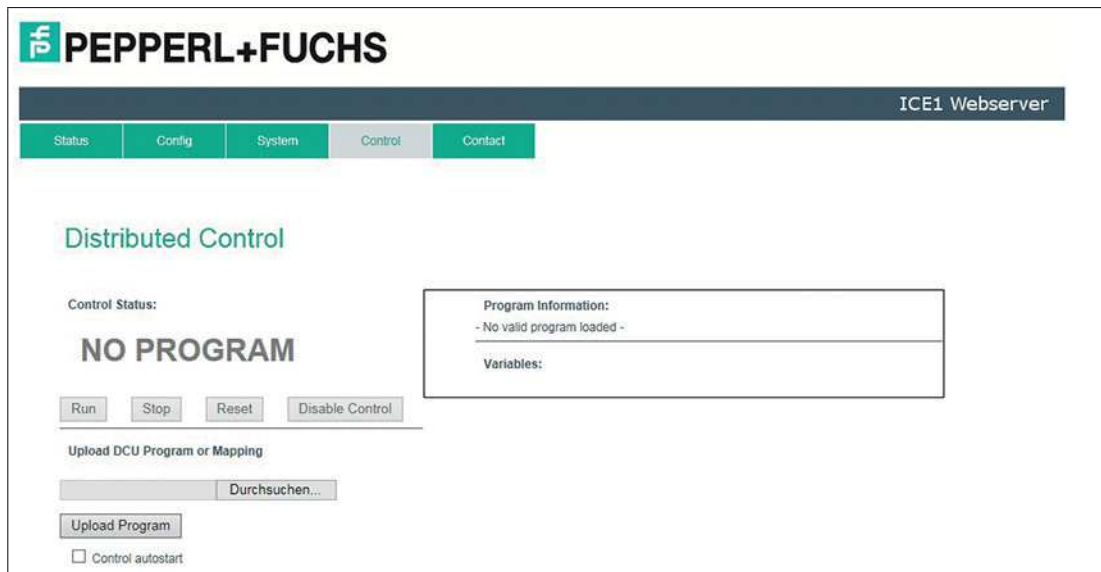 PEPPERL+FUCHS
ICE1 Webserver
Status Config System Control Contact
Distributed Control
Control Status:
NO PROGRAM
Run Stop Reset Disable Control
Upload DCU Program or Mapping
Durchsuchen...
Upload Program
Control autostart
Program Information:
- No valid program loaded -
Variables: